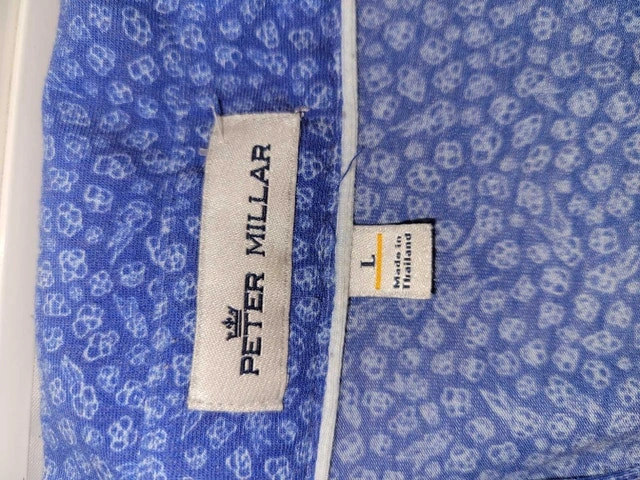 PETER MILLAR
L
Made in
Thailand